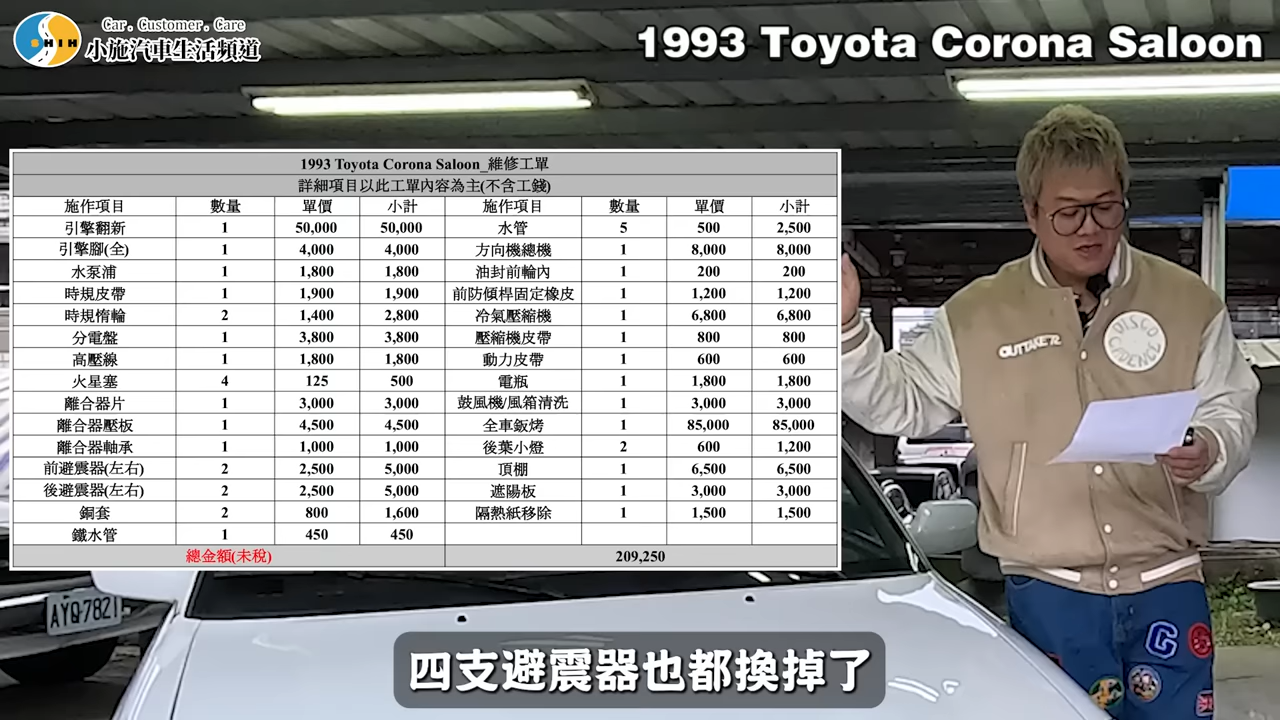 Car. Customer. Care
SHIH
小施汽車生活頻道
1993 Toyota Corona Saloon
1993 Toyota Corona Saloon_維修工單
詳細項目以此工單內容為主(不含工錢)
施作項目 數量 單價 小計 施作項目 數量 單價 小計
引擎翻新 1 50,000 50,000 水管 5 500 2,500
引擎腳(全) 1 4,000 4,000 方向機總機 1 8,000 8,000
水泵浦 1 1,800 1,800 油封前輪內 1 200 200
時規皮帶 1 1,900 1,900 前防傾桿固定橡皮 1 1,200 1,200
時規惰輪 2 1,400 2,800 冷氣壓縮機 1 6,800 6,800
分電盤 1 3,800 3,800 壓縮機皮帶 1 800 800
高壓線 1 1,800 1,800 動力皮帶 1 600 600
火星塞 4 125 500 電瓶 1 1,800 1,800
離合器片 1 3,000 3,000 鼓風機/風箱清洗 1 3,000 3,000
離合器壓板 1 4,500 4,500 全車鈑烤 1 85,000 85,000
離合器軸承 1 1,000 1,000 後葉小燈 2 600 1,200
前避震器(左右) 2 2,500 5,000 頂棚 1 6,500 6,500
後避震器(左右) 2 2,500 5,000 遮陽板 1 3,000 3,000
銅套 2 800 1,600 隔熱紙移除 1 1,500 1,500
鐵水管 1 450 450
總金額(未稅) 209,250
OUTTAKE'72
DISCO CADENCE
AYQ-7821
G
四支避震器也都換掉了